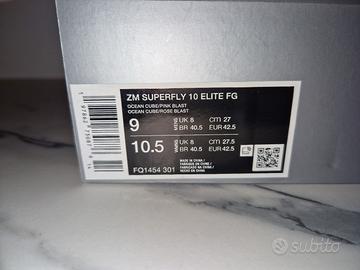 ZM SUPERFLY 10 ELITE FG
OCEAN CUBE/PINK BLAST
OCEAN CUBE/ROSE BLAST
9 UK 8 cm 27
BR 40.5 EUR 42.5
10.5 UK 8 cm 27.5
BR 40.5 EUR 42.5
MADE IN CHINA /
FQ1454 301
subito